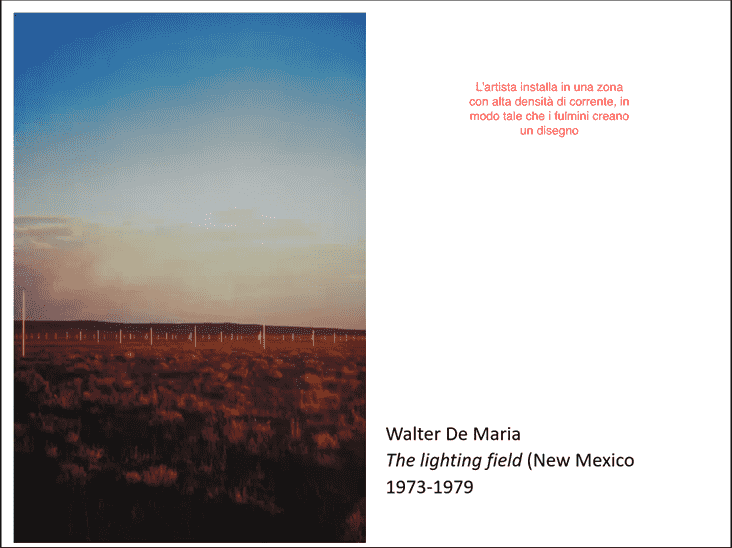 L'artista installa in una zona
con alta densità di corrente, in
modo tale che i fulmini creano
un disegno
Walter De Maria
The lighting field (New Mexico
1973-1979